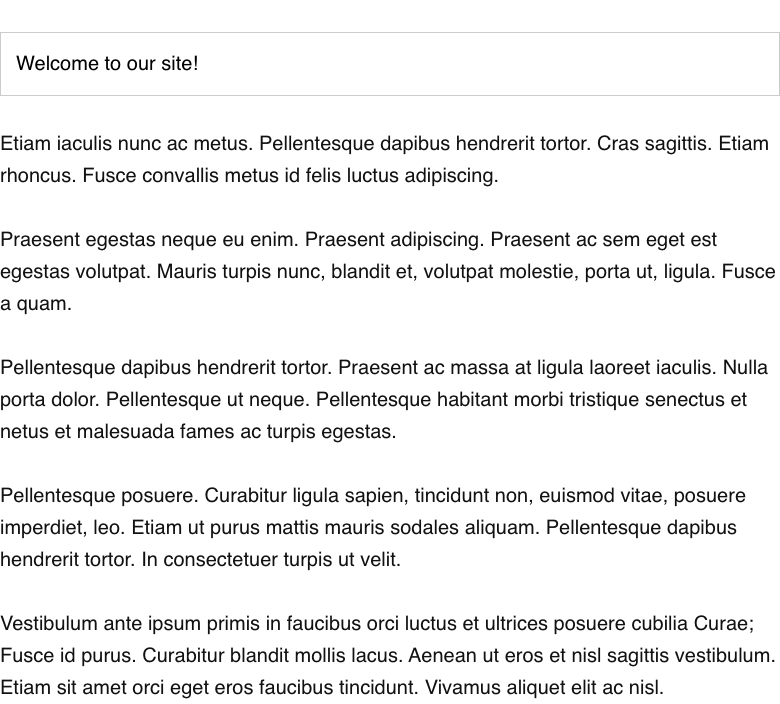 Welcome to our site!
Etiam iaculis nunc ac metus. Pellentesque dapibus hendrerit tortor. Cras sagittis. Etiam
rhoncus. Fusce convallis metus id felis luctus adipiscing.
Praesent egestas neque eu enim. Praesent adipiscing. Praesent ac sem eget est
egestas volutpat. Mauris turpis nunc, blandit et, volutpat molestie, porta ut, ligula. Fusce
a quam.
Pellentesque dapibus hendrerit tortor. Praesent ac massa at ligula laoreet iaculis. Nulla
porta dolor. Pellentesque ut neque. Pellentesque habitant morbi tristique senectus et
netus et malesuada fames ac turpis egestas.
Pellentesque posuere. Curabitur ligula sapien, tincidunt non, euismod vitae, posuere
imperdiet, leo. Etiam ut purus mattis mauris sodales aliquam. Pellentesque dapibus
hendrerit tortor. In consectetuer turpis ut velit.
Vestibulum ante ipsum primis in faucibus orci luctus et ultrices posuere cubilia Curae;
Fusce id purus. Curabitur blandit mollis lacus. Aenean ut eros et nisl sagittis vestibulum.
Etiam sit amet orci eget eros faucibus tincidunt. Vivamus aliquet elit ac nisl.